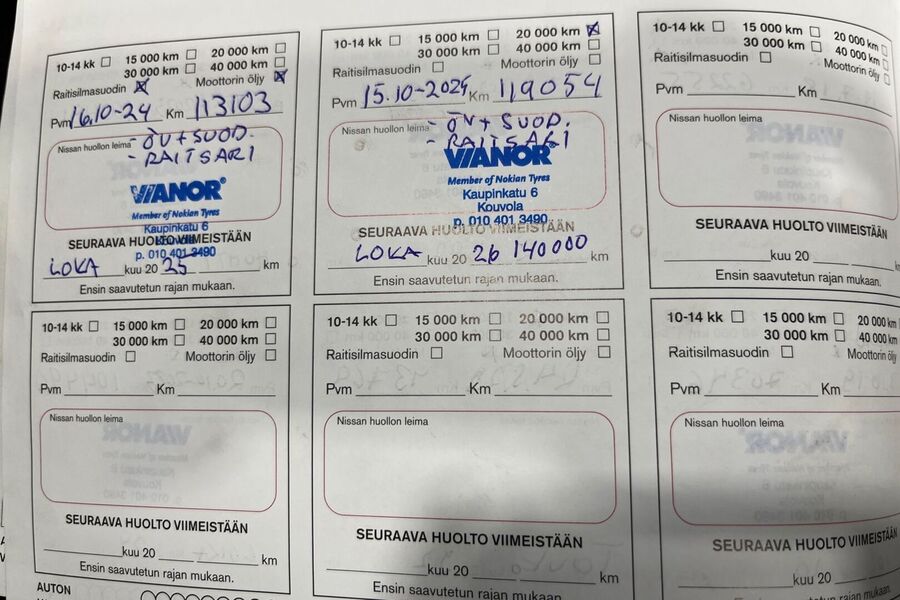 10-14 kk 15 000 km 20 000 km
30 000 km 40 000 km
Raitisilmasuodin Moottorin öljy
Pvm 16.10-24 Km 113103
Nissan huollon leima
- ÖV + SUOD.
- RAITSARI
VIANOR
Member of Nokian Tyres
Kaupinkatu 6
Kouvola
p. 010 401 3490
SEURAAVA HUOLTO VIIMEISTÄÄN
LOKA kuu 20 25 km
Ensin saavutetun rajan mukaan.
10-14 kk 15 000 km 20 000 km
30 000 km 40 000 km
Raitisilmasuodin
Pvm 15.10-2025 Km 119054
Nissan huollon leima
- ÖV + SUOD.
- RAITSARI
VIANOR
Member of Nokian Tyres
Kaupinkatu 6
Kouvola
p. 010 401 3490
SEURAAVA HUOLTO VIIMEISTÄÄN
LOKA kuu 20 26 140000 km
Ensin saavutetun rajan mukaan.
10-14 kk 15 000 km 20 000 km
30 000 km 40 000 km
Raitisilmasuodin Moottorin öljy
Pvm Km
Nissan huollon leima
SEURAAVA HUOLTO VIIMEISTÄÄN
kuu 20 km
Ensin saavutetun rajan mukaan.
10-14 kk 15 000 km 20 000 km
30 000 km 40 000 km
Raitisilmasuodin Moottorin öljy
Pvm Km
Nissan huollon leima
SEURAAVA HUOLTO VIIMEISTÄÄN
kuu 20 km
Ensin saavutetun rajan mukaan.
10-14 kk 15 000 km 20 000 km
30 000 km 40 000 km
Raitisilmasuodin Moottorin öljy
Pvm Km
Nissan huollon leima
SEURAAVA HUOLTO VIIMEISTÄÄN
kuu 20 km
Ensin saavutetun rajan mukaan.
10-14 kk 15 000 km 20 000 km
30 000 km 40 000 km
Raitisilmasuodin Moottorin öljy
Pvm Km
Nissan huollon leima
SEURAAVA HUOLTO VIIMEISTÄÄN
kuu 20 km
Ensin saavutetun rajan mukaan.
AUTON